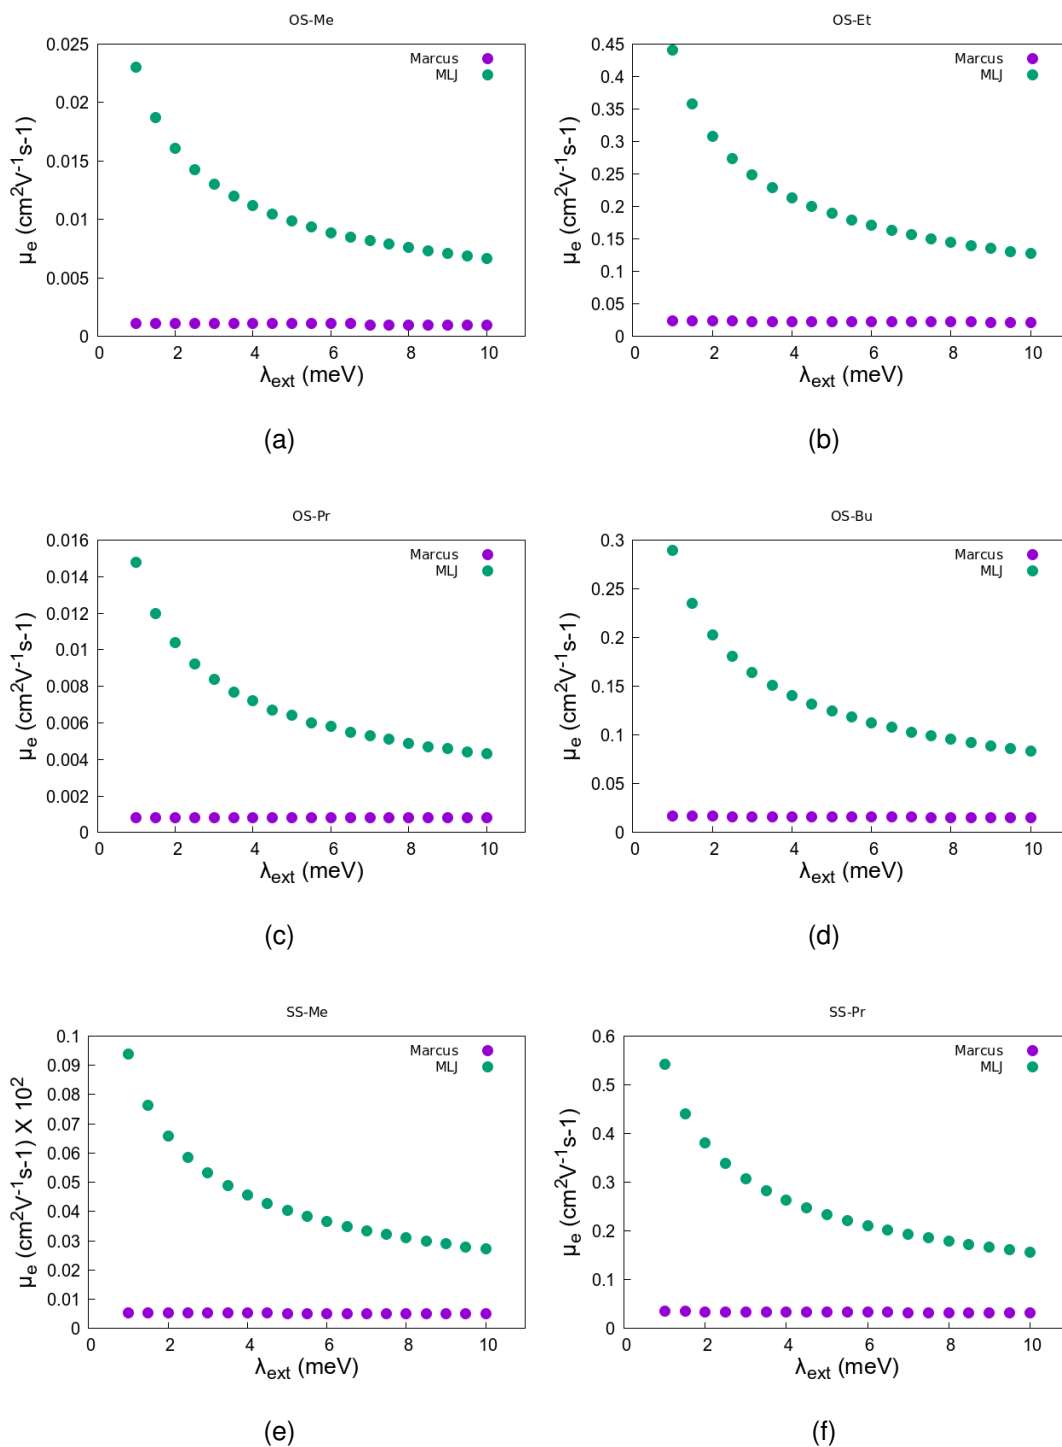 OS-Me
Marcus
MLJ
0.025
0.02
0.015
0.01
0.005
0
0 2 4 6 8 10
μe (cm²V⁻¹s-1)
λext (meV)
(a)
OS-Et
Marcus
MLJ
0.45
0.4
0.35
0.3
0.25
0.2
0.15
0.1
0.05
0
0 2 4 6 8 10
μe (cm²V⁻¹s-1)
λext (meV)
(b)
OS-Pr
Marcus
MLJ
0.016
0.014
0.012
0.01
0.008
0.006
0.004
0.002
0
0 2 4 6 8 10
μe (cm²V⁻¹s-1)
λext (meV)
(c)
OS-Bu
Marcus
MLJ
0.3
0.25
0.2
0.15
0.1
0.05
0
0 2 4 6 8 10
μe (cm²V⁻¹s-1)
λext (meV)
(d)
SS-Me
Marcus
MLJ
0.1
0.09
0.08
0.07
0.06
0.05
0.04
0.03
0.02
0.01
0
0 2 4 6 8 10
μe (cm²V⁻¹s-1) X 10²
λext (meV)
(e)
SS-Pr
Marcus
MLJ
0.6
0.5
0.4
0.3
0.2
0.1
0
0 2 4 6 8 10
μe (cm²V⁻¹s-1)
λext (meV)
(f)